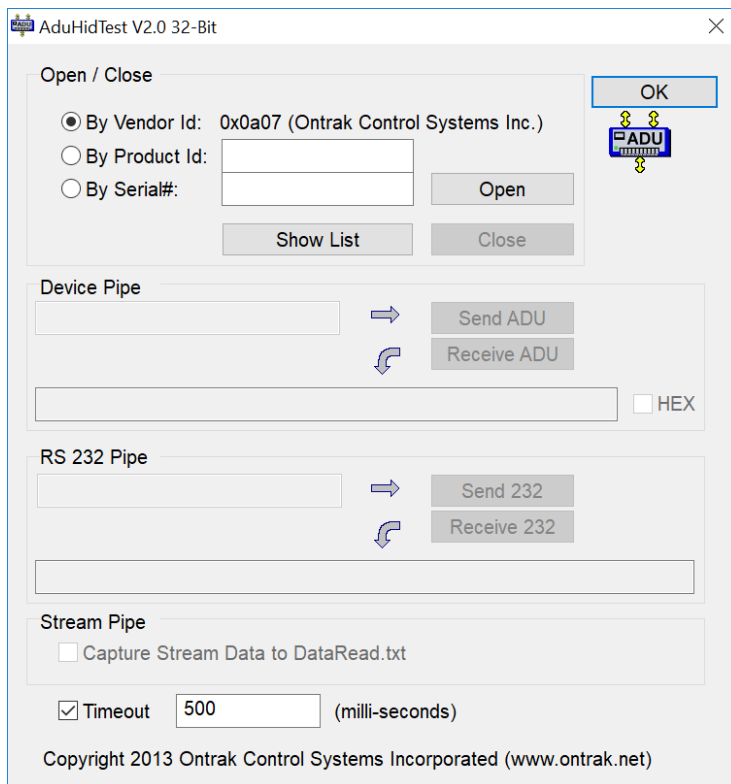 AduHidTest V2.0 32-Bit
Open / Close
OK
By Vendor Id: 0x0a07 (Ontrak Control Systems Inc.)
ADU
By Product Id:
By Serial#: Open
Show List Close
Device Pipe
Send ADU
Receive ADU
HEX
RS 232 Pipe
Send 232
Receive 232
Stream Pipe
Capture Stream Data to DataRead.txt
Timeout 500 (milli-seconds)
Copyright 2013 Ontrak Control Systems Incorporated (www.ontrak.net)